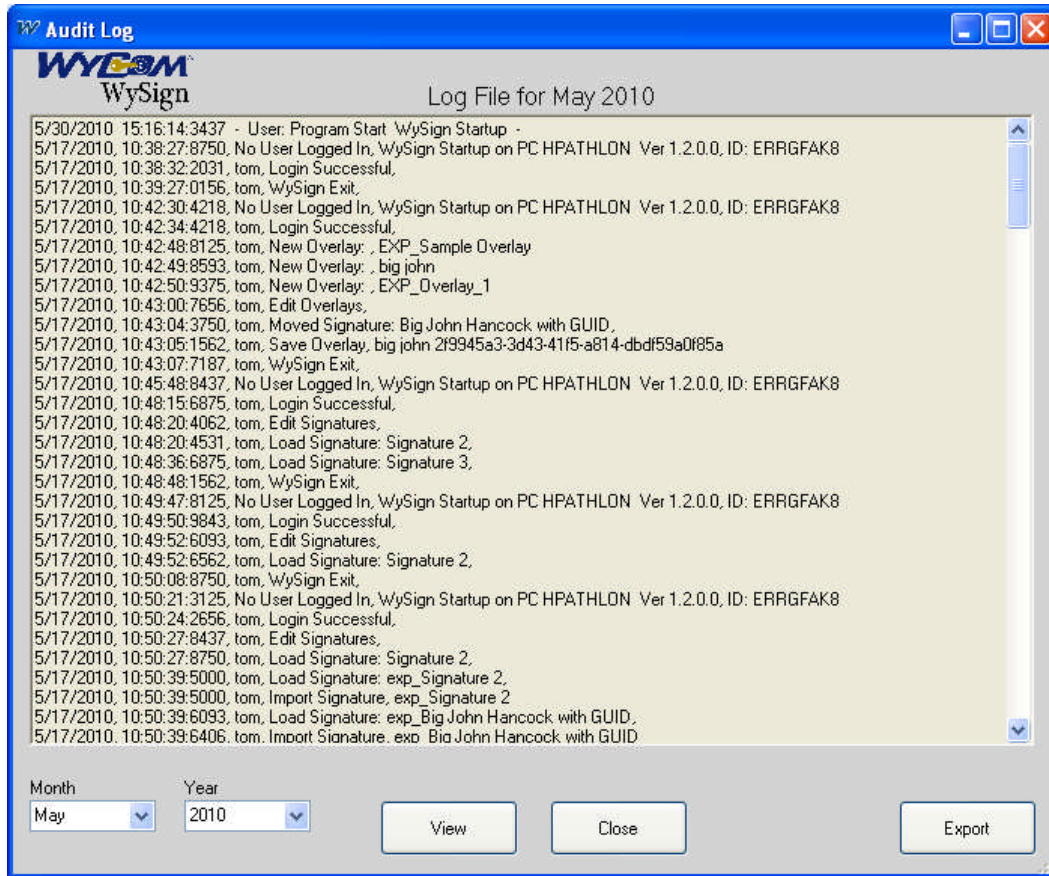 W Audit Log
WYCOM
WySign
Log File for May 2010
5/30/2010 15:16:14:3437 - User: Program Start WySign Startup -
5/17/2010, 10:38:27:8750, No User Logged In, WySign Startup on PC HPATHLON Ver 1.2.0.0, ID: ERRGFAK8
5/17/2010, 10:38:32:2031, tom, Login Successful,
5/17/2010, 10:39:27:0156, tom, WySign Exit,
5/17/2010, 10:42:30:4218, No User Logged In, WySign Startup on PC HPATHLON Ver 1.2.0.0, ID: ERRGFAK8
5/17/2010, 10:42:34:4218, tom, Login Successful,
5/17/2010, 10:42:48:8125, tom, New Overlay: , EXP_Sample Overlay
5/17/2010, 10:42:49:8593, tom, New Overlay: , big john
5/17/2010, 10:42:50:9375, tom, New Overlay: , EXP_Overlay_1
5/17/2010, 10:43:00:7656, tom, Edit Overlays,
5/17/2010, 10:43:04:3750, tom, Moved Signature: Big John Hancock with GUID,
5/17/2010, 10:43:05:1562, tom, Save Overlay, big john 2f9945a3-3d43-41f5-a814-dbdf59a0f85a
5/17/2010, 10:43:07:7187, tom, WySign Exit,
5/17/2010, 10:45:48:8437, No User Logged In, WySign Startup on PC HPATHLON Ver 1.2.0.0, ID: ERRGFAK8
5/17/2010, 10:48:15:6875, tom, Login Successful,
5/17/2010, 10:48:20:4062, tom, Edit Signatures,
5/17/2010, 10:48:20:4531, tom, Load Signature: Signature 2,
5/17/2010, 10:48:36:6875, tom, Load Signature: Signature 3,
5/17/2010, 10:48:48:1562, tom, WySign Exit,
5/17/2010, 10:49:47:8125, No User Logged In, WySign Startup on PC HPATHLON Ver 1.2.0.0, ID: ERRGFAK8
5/17/2010, 10:49:50:9843, tom, Login Successful,
5/17/2010, 10:49:52:6093, tom, Edit Signatures,
5/17/2010, 10:49:52:6562, tom, Load Signature: Signature 2,
5/17/2010, 10:50:08:8750, tom, WySign Exit,
5/17/2010, 10:50:21:3125, No User Logged In, WySign Startup on PC HPATHLON Ver 1.2.0.0, ID: ERRGFAK8
5/17/2010, 10:50:24:2656, tom, Login Successful,
5/17/2010, 10:50:27:8437, tom, Edit Signatures,
5/17/2010, 10:50:27:8750, tom, Load Signature: Signature 2,
5/17/2010, 10:50:39:5000, tom, Load Signature: exp_Signature 2,
5/17/2010, 10:50:39:5000, tom, Import Signature, exp_Signature 2
5/17/2010, 10:50:39:6093, tom, Load Signature: exp_Big John Hancock with GUID,
5/17/2010, 10:50:39:6406, tom, Import Signature, exp_Big John Hancock with GUID
Month
Year
May
2010
View
Close
Export